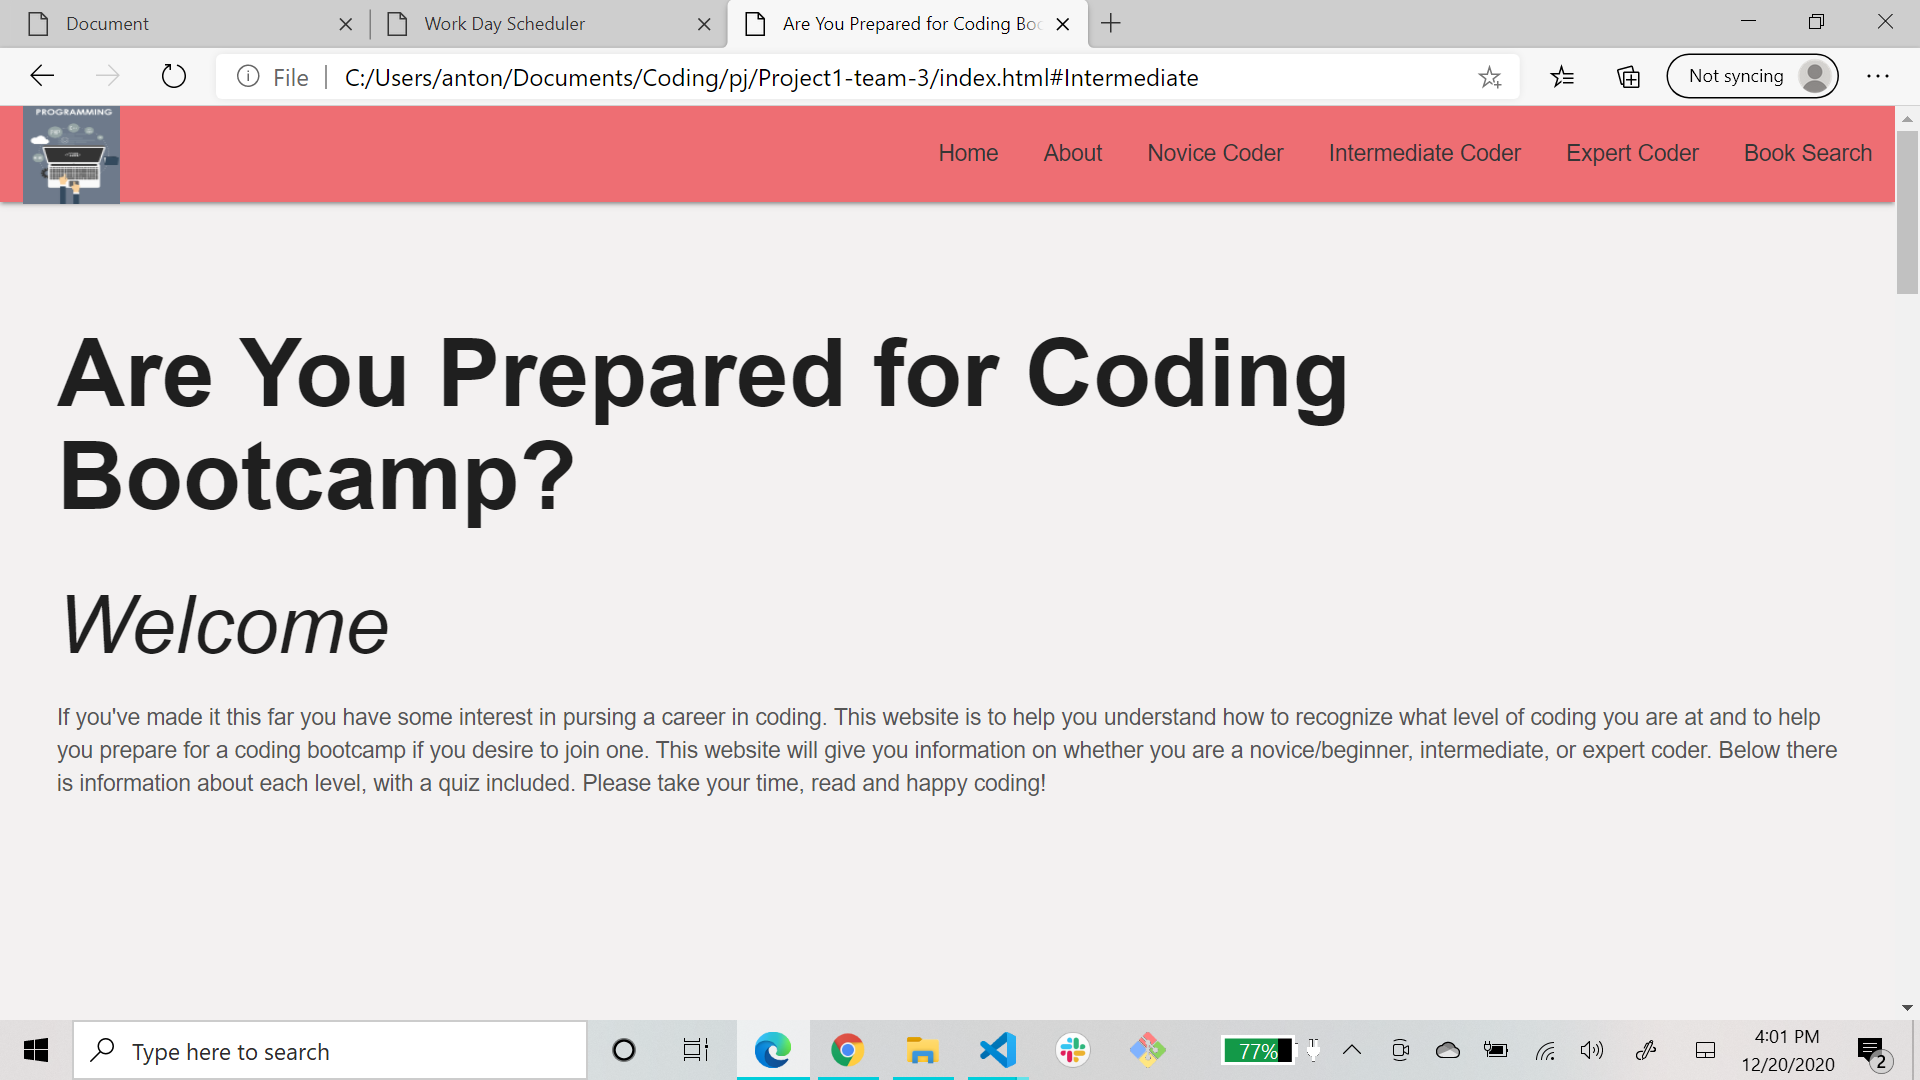 Document
Work Day Scheduler
Are You Prepared for Coding Boo
File
C:/Users/anton/Documents/Coding/pj/Project1-team-3/index.html#Intermediate
Not syncing
PROGRAMMING
Home
About
Novice Coder
Intermediate Coder
Expert Coder
Book Search
Are You Prepared for Coding
Bootcamp?
Welcome
If you've made it this far you have some interest in pursing a career in coding. This website is to help you understand how to recognize what level of coding you are at and to help
you prepare for a coding bootcamp if you desire to join one. This website will give you information on whether you are a novice/beginner, intermediate, or expert coder. Below there
is information about each level, with a quiz included. Please take your time, read and happy coding!
Type here to search
77%
4:01 PM
12/20/2020
2